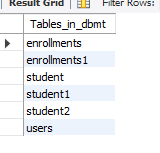 Result Grid Filter Rows:
Tables_in_dbmt
enrollments
enrollments1
student
student1
student2
users